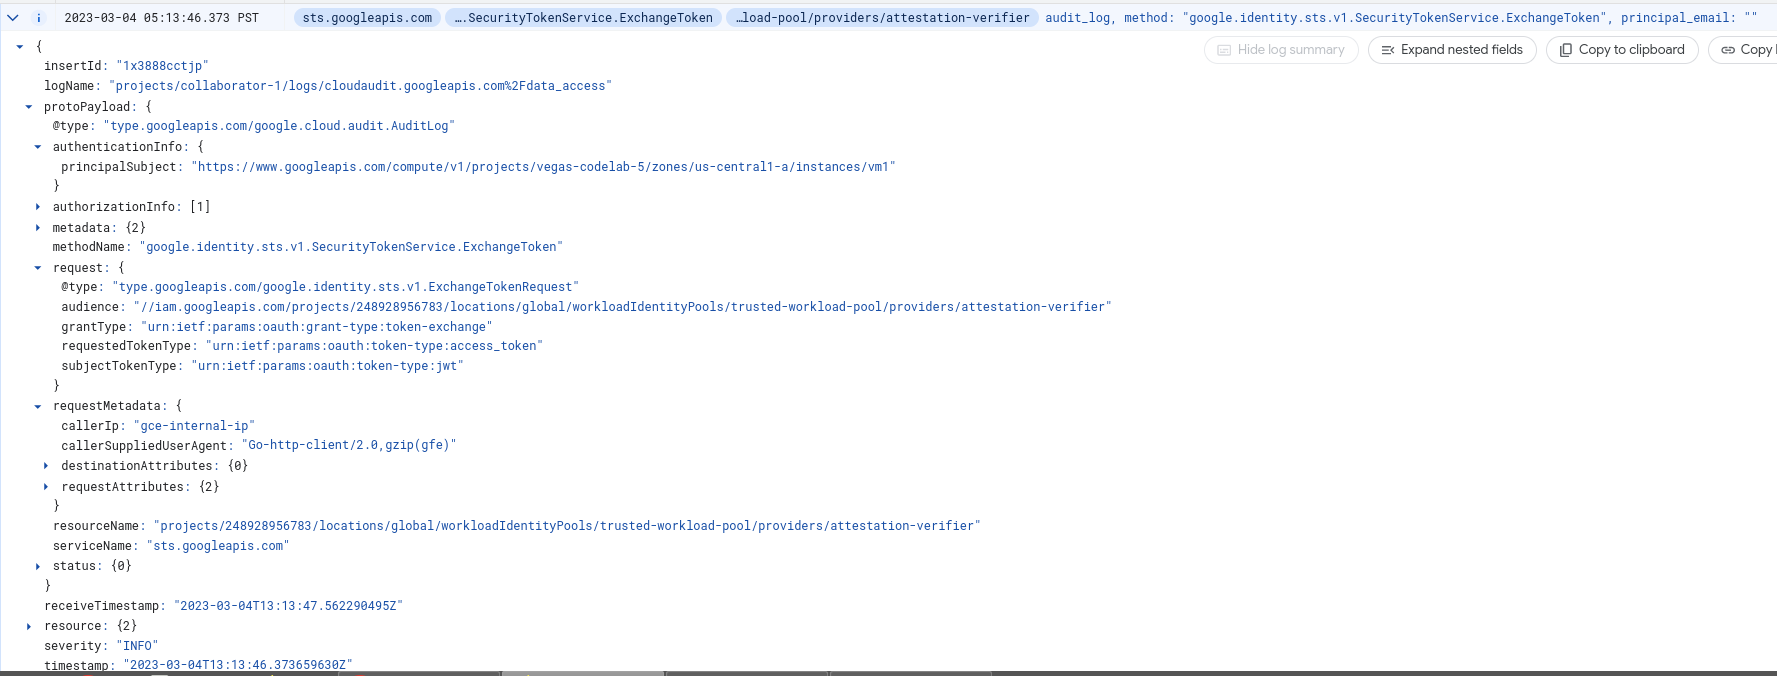 2023-03-04 05:13:46.373 PST sts.googleapis.com ….SecurityTokenService.ExchangeToken …load-pool/providers/attestation-verifier audit_log, method: "google.identity.sts.v1.SecurityTokenService.ExchangeToken", principal_email: ""
{
Hide log summary Expand nested fields Copy to clipboard Copy
insertId: "1x3888cctjp"
logName: "projects/collaborator-1/logs/cloudaudit.googleapis.com%2Fdata_access"
protoPayload: {
@type: "type.googleapis.com/google.cloud.audit.AuditLog"
authenticationInfo: {
principalSubject: "https://www.googleapis.com/compute/v1/projects/vegas-codelab-5/zones/us-central1-a/instances/vm1"
}
authorizationInfo: [1]
metadata: {2}
methodName: "google.identity.sts.v1.SecurityTokenService.ExchangeToken"
request: {
@type: "type.googleapis.com/google.identity.sts.v1.ExchangeTokenRequest"
audience: "//iam.googleapis.com/projects/248928956783/locations/global/workloadIdentityPools/trusted-workload-pool/providers/attestation-verifier"
grantType: "urn:ietf:params:oauth:grant-type:token-exchange"
requestedTokenType: "urn:ietf:params:oauth:token-type:access_token"
subjectTokenType: "urn:ietf:params:oauth:token-type:jwt"
}
requestMetadata: {
callerIp: "gce-internal-ip"
callerSuppliedUserAgent: "Go-http-client/2.0,gzip(gfe)"
destinationAttributes: {0}
requestAttributes: {2}
}
resourceName: "projects/248928956783/locations/global/workloadIdentityPools/trusted-workload-pool/providers/attestation-verifier"
serviceName: "sts.googleapis.com"
status: {0}
}
receiveTimestamp: "2023-03-04T13:13:47.562290495Z"
resource: {2}
severity: "INFO"
timestamp: "2023-03-04T13:13:46.373659630Z"